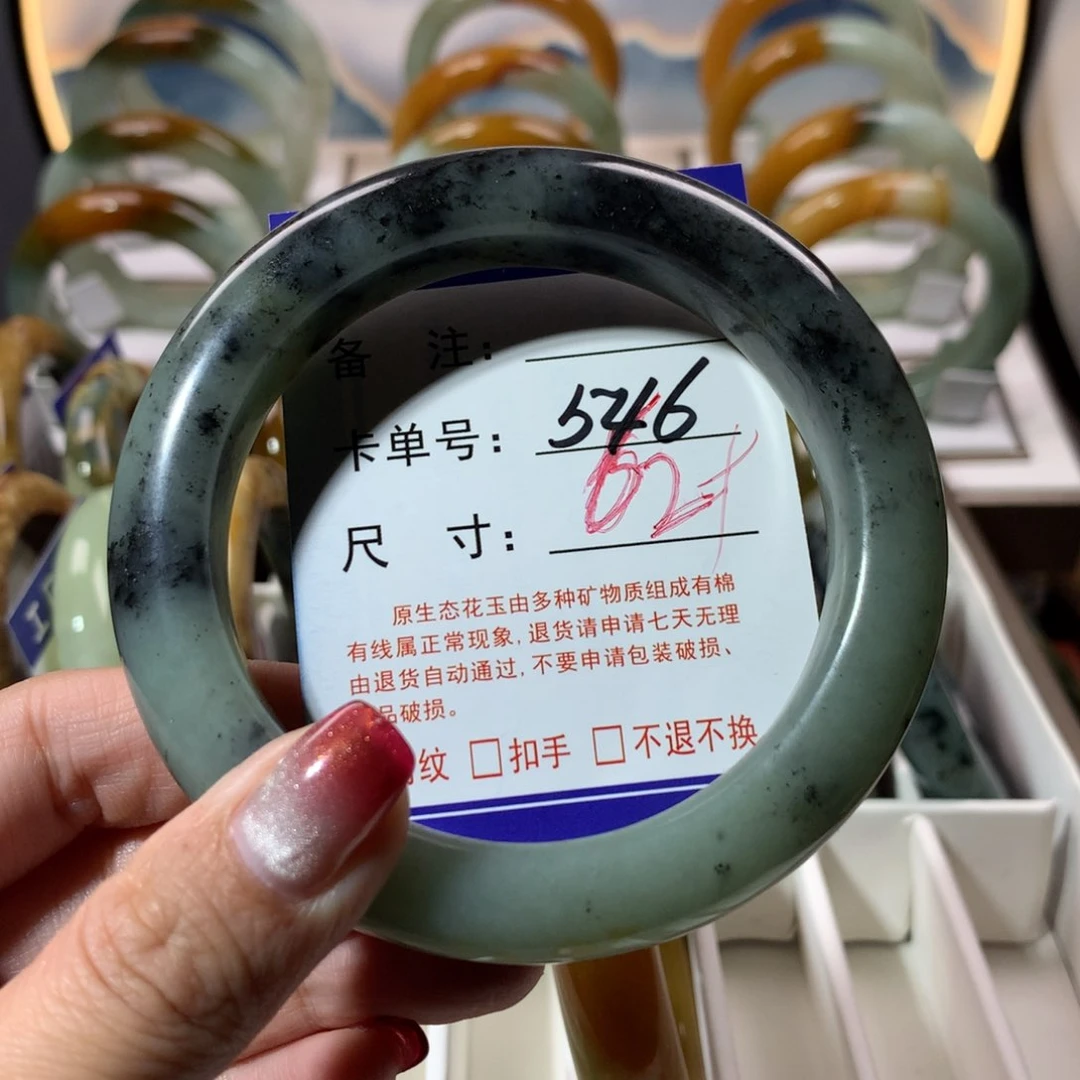 备 注：
卡单号： 546
尺 寸： 62+
原生态花玉由多种矿物质组成有棉
有线属正常现象, 退货请申请七天无理
由退货自动通过, 不要申请包装破损、
品破损。
纹 □扣手 □不退不换